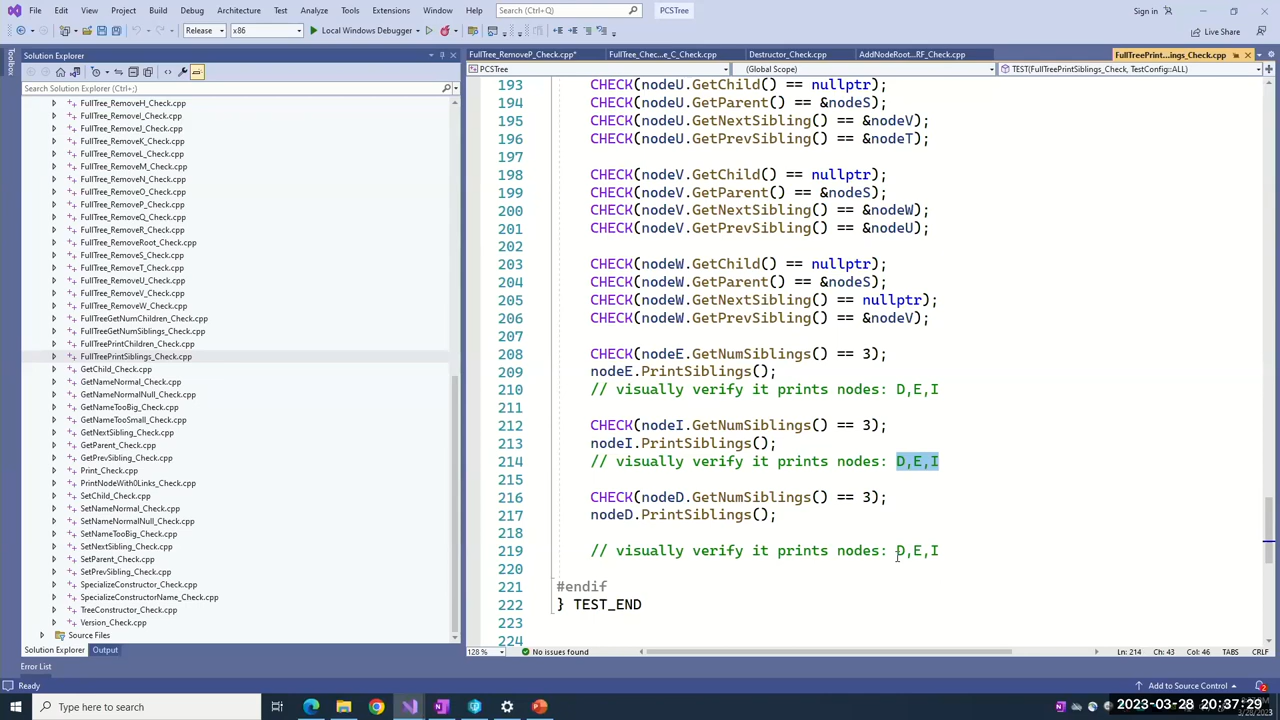 File Edit View Git Project Build Debug Architecture Test Analyze Tools Extensions Window Help Search (Ctrl+;) PCSTree Sign in
Release x86 Local Windows Debugger Live Share
Toolbox
Solution Explorer
Search Solution Explorer (Ctrl+;)
FullTree_RemoveH_Check.cpp
FullTree_RemoveI_Check.cpp
FullTree_RemoveJ_Check.cpp
FullTree_RemoveK_Check.cpp
FullTree_RemoveL_Check.cpp
FullTree_RemoveM_Check.cpp
FullTree_RemoveN_Check.cpp
FullTree_RemoveO_Check.cpp
FullTree_RemoveP_Check.cpp
FullTree_RemoveQ_Check.cpp
FullTree_RemoveR_Check.cpp
FullTree_RemoveRoot_Check.cpp
FullTree_RemoveS_Check.cpp
FullTree_RemoveT_Check.cpp
FullTree_RemoveU_Check.cpp
FullTree_RemoveV_Check.cpp
FullTree_RemoveW_Check.cpp
FullTreeGetNumChildren_Check.cpp
FullTreeGetNumSiblings_Check.cpp
FullTreePrintChildren_Check.cpp
FullTreePrintSiblings_Check.cpp
GetChild_Check.cpp
GetNameNormal_Check.cpp
GetNameNormalNull_Check.cpp
GetNameTooBig_Check.cpp
GetNameTooSmall_Check.cpp
GetNextSibling_Check.cpp
GetParent_Check.cpp
GetPrevSibling_Check.cpp
Print_Check.cpp
PrintNodeWith0Links_Check.cpp
SetChild_Check.cpp
SetNameNormal_Check.cpp
SetNameNormalNull_Check.cpp
SetNameTooBig_Check.cpp
SetNextSibling_Check.cpp
SetParent_Check.cpp
SetPrevSibling_Check.cpp
SpecializeConstructor_Check.cpp
SpecializeConstructorName_Check.cpp
TreeConstructor_Check.cpp
Version_Check.cpp
Source Files
Solution Explorer Output
Error List
FullTree_RemoveP_Check.cpp* FullTree_Chec...e_C_Check.cpp Destructor_Check.cpp AddNodeRoot...RF_Check.cpp FullTreePrint...ings_Check.cpp
PCSTree (Global Scope) TEST(FullTreePrintSiblings_Check, TestConfig::ALL)
193 CHECK(nodeU.GetChild() == nullptr);
194 CHECK(nodeU.GetParent() == &nodeS);
195 CHECK(nodeU.GetNextSibling() == &nodeV);
196 CHECK(nodeU.GetPrevSibling() == &nodeT);
197
198 CHECK(nodeV.GetChild() == nullptr);
199 CHECK(nodeV.GetParent() == &nodeS);
200 CHECK(nodeV.GetNextSibling() == &nodeW);
201 CHECK(nodeV.GetPrevSibling() == &nodeU);
202
203 CHECK(nodeW.GetChild() == nullptr);
204 CHECK(nodeW.GetParent() == &nodeS);
205 CHECK(nodeW.GetNextSibling() == nullptr);
206 CHECK(nodeW.GetPrevSibling() == &nodeV);
207
208 CHECK(nodeE.GetNumSiblings() == 3);
209 nodeE.PrintSiblings();
210 // visually verify it prints nodes: D,E,I
211
212 CHECK(nodeI.GetNumSiblings() == 3);
213 nodeI.PrintSiblings();
214 // visually verify it prints nodes: D,E,I
215
216 CHECK(nodeD.GetNumSiblings() == 3);
217 nodeD.PrintSiblings();
218
219 // visually verify it prints nodes: D,E,I
220
221 #endif
222 } TEST_END
223
224
128 % No issues found Ln: 214 Ch: 43 Col: 46 TABS CRLF
Ready Add to Source Control 2
Type here to search
2023-03-28 20:37:29
3/28/2023